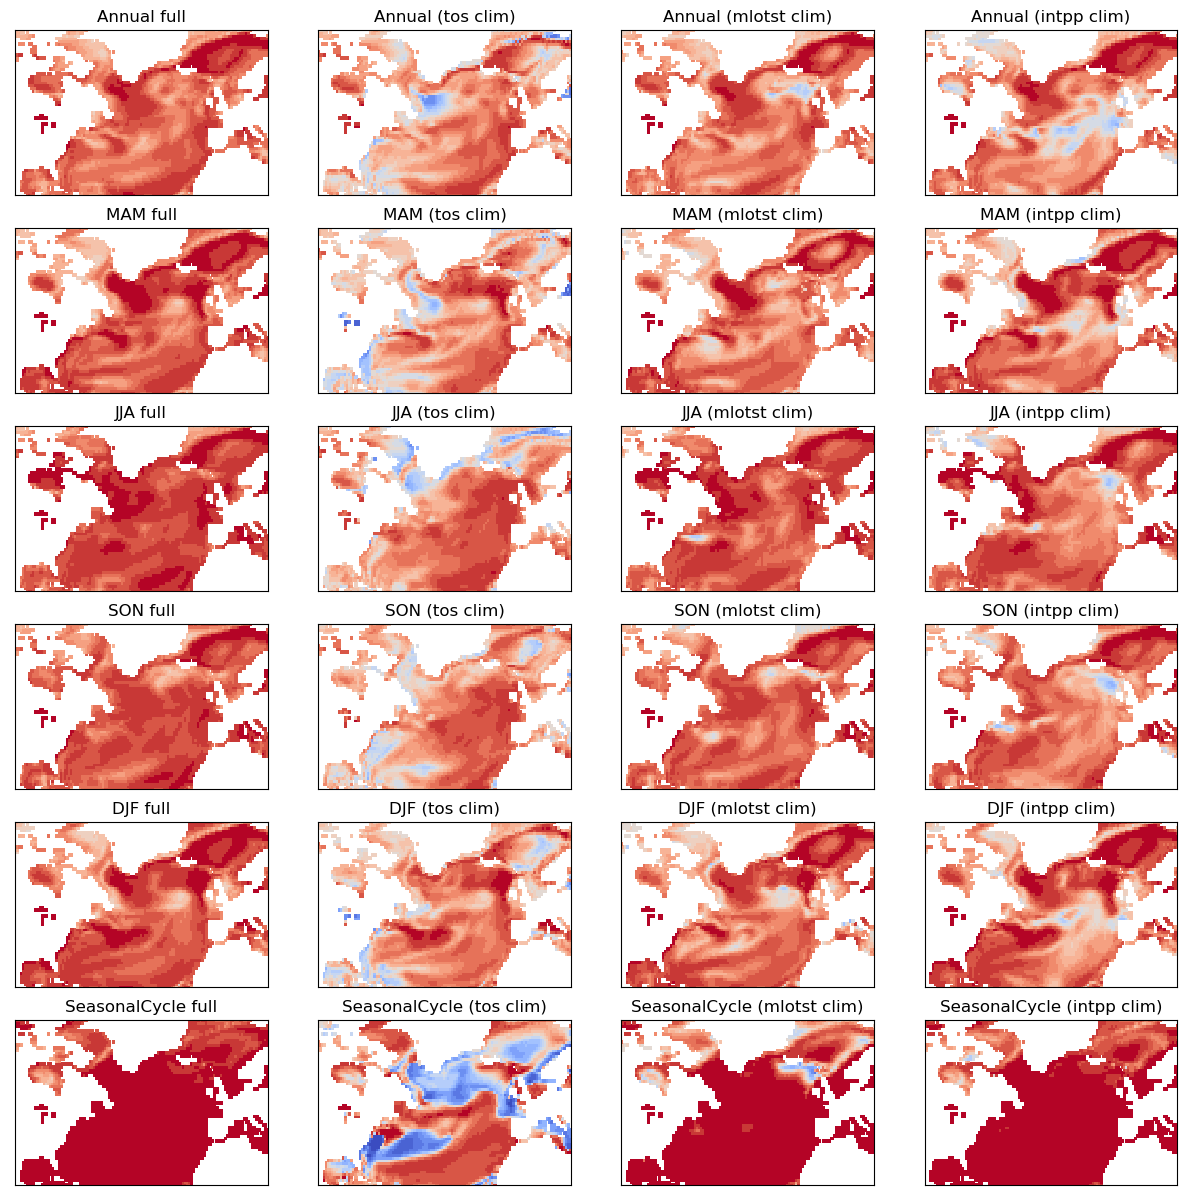 Annual full
Annual (tos clim)
Annual (mlotst clim)
Annual (intpp clim)
MAM full
MAM (tos clim)
MAM (mlotst clim)
MAM (intpp clim)
JJA full
JJA (tos clim)
JJA (mlotst clim)
JJA (intpp clim)
SON full
SON (tos clim)
SON (mlotst clim)
SON (intpp clim)
DJF full
DJF (tos clim)
DJF (mlotst clim)
DJF (intpp clim)
SeasonalCycle full
SeasonalCycle (tos clim)
SeasonalCycle (mlotst clim)
SeasonalCycle (intpp clim)